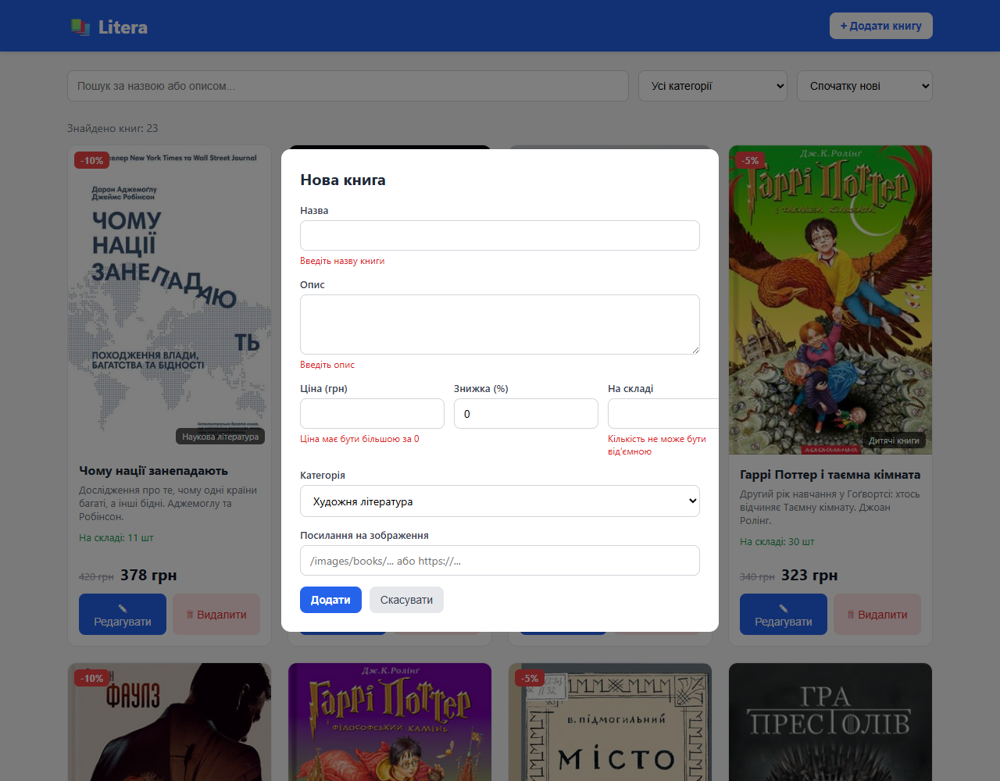 Litera
+ Додати книгу
Пошук за назвою або описом...
Усі категорії
Спочатку нові
Знайдено книг: 23
-10%
селер New York Times та Wall Street Journal
Дарон Аджемоґлу
Джеймс Робінсон
ЧОМУ
НАЦІЇ
ЗАНЕПАДАЮ
ТЬ
ПОХОДЖЕННЯ ВЛАДИ,
БАГАТСТВА ТА БІДНОСТІ
Наукова література
Чому нації занепадають
Дослідження про те, чому одні країни
багаті, а інші бідні. Аджемоглу та
Робінсон.
На складі: 11 шт
420 грн 378 грн
Редагувати
Видалити
Нова книга
Назва
Введіть назву книги
Опис
Введіть опис
Ціна (грн)
Знижка (%)
На складі
0
Ціна має бути більшою за 0
Кількість не може бути
від'ємною
Категорія
Художня література
Посилання на зображення
/images/books/... або https://...
Додати
Скасувати
-5%
Дж.К.Ролінґ
Гаррі Поттер
і таємна кімната
А-БА-БА-ГА-ЛА-МА-ГА
Дитячі книги
Гаррі Поттер і таємна кімната
Другий рік навчання у Гоґвортсі: хтось
відчиняє Таємну кімнату. Джоан
Ролінг.
На складі: 30 шт
340 грн 323 грн
Редагувати
Видалити
-10%
ФАУЛЗ
Дж.К.Ролінґ
Гаррі Поттер
і філософський камінь
-5%
В. ПІДМОГИЛЬНИЙ
МІСТО
ГРА
ПРЕСТОЛІВ